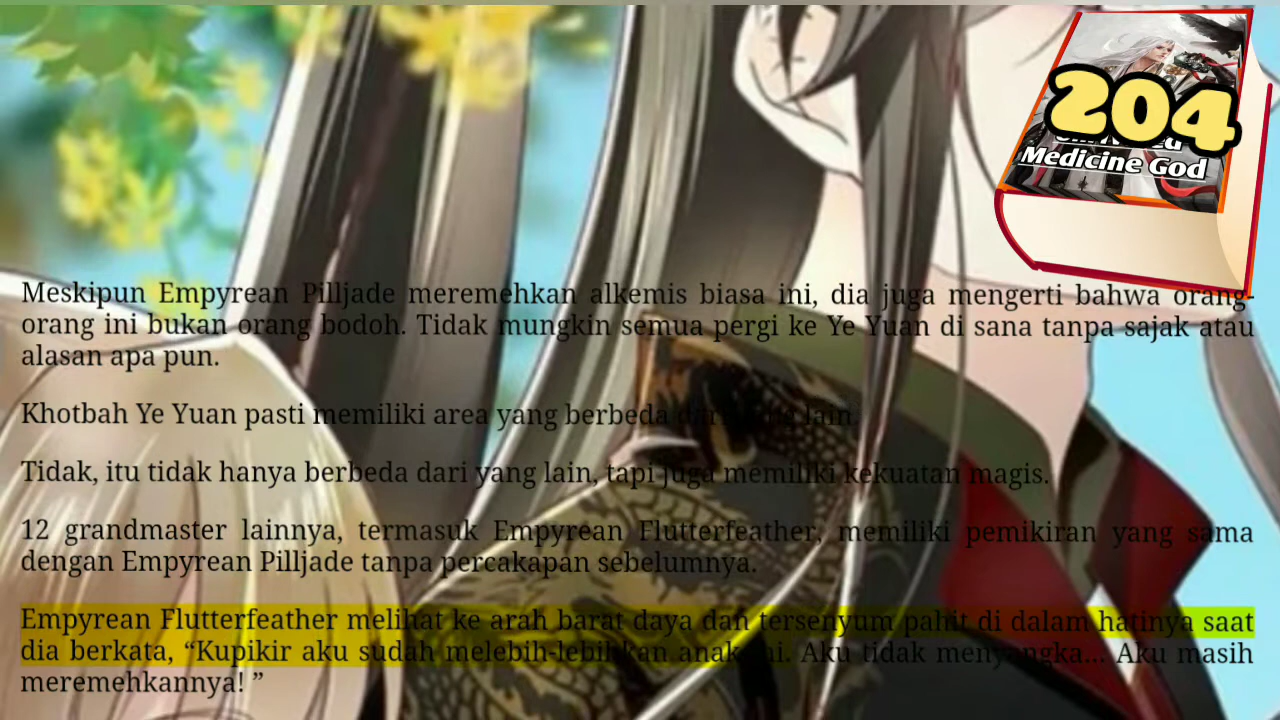 204
Medicine God
Meskipun Empyrean Pilljade meremehkan alkemis biasa ini, dia juga mengerti bahwa orang-
orang ini bukan orang bodoh. Tidak mungkin semua pergi ke Ye Yuan di sana tanpa sajak atau
alasan apa pun.
Khotbah Ye Yuan pasti memiliki area yang berbeda dari yang lain.
Tidak, itu tidak hanya berbeda dari yang lain, tapi juga memiliki kekuatan magis.
12 grandmaster lainnya, termasuk Empyrean Flutterfeather, memiliki pemikiran yang sama
dengan Empyrean Pilljade tanpa percakapan sebelumnya.
Empyrean Flutterfeather melihat ke arah barat daya dan tersenyum pahit di dalam hatinya saat
dia berkata, “Kupikir aku sudah melebih-lebihkan anak ini. Aku tidak menyangka... Aku masih
meremehkannya! ”